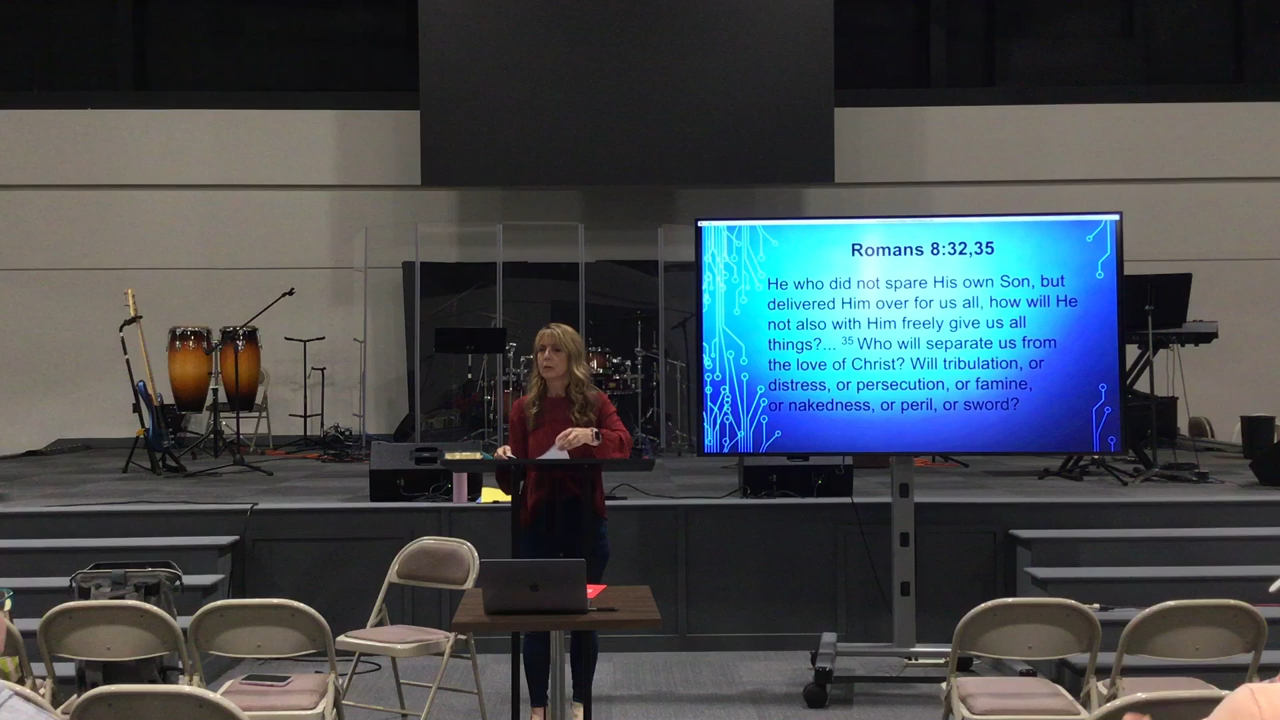 Romans 8:32,35
He who did not spare His own Son, but
delivered Him over for us all, how will He
not also with Him freely give us all
things?... 35 Who will separate us from
the love of Christ? Will tribulation, or
distress, or persecution, or famine,
or nakedness, or peril, or sword?